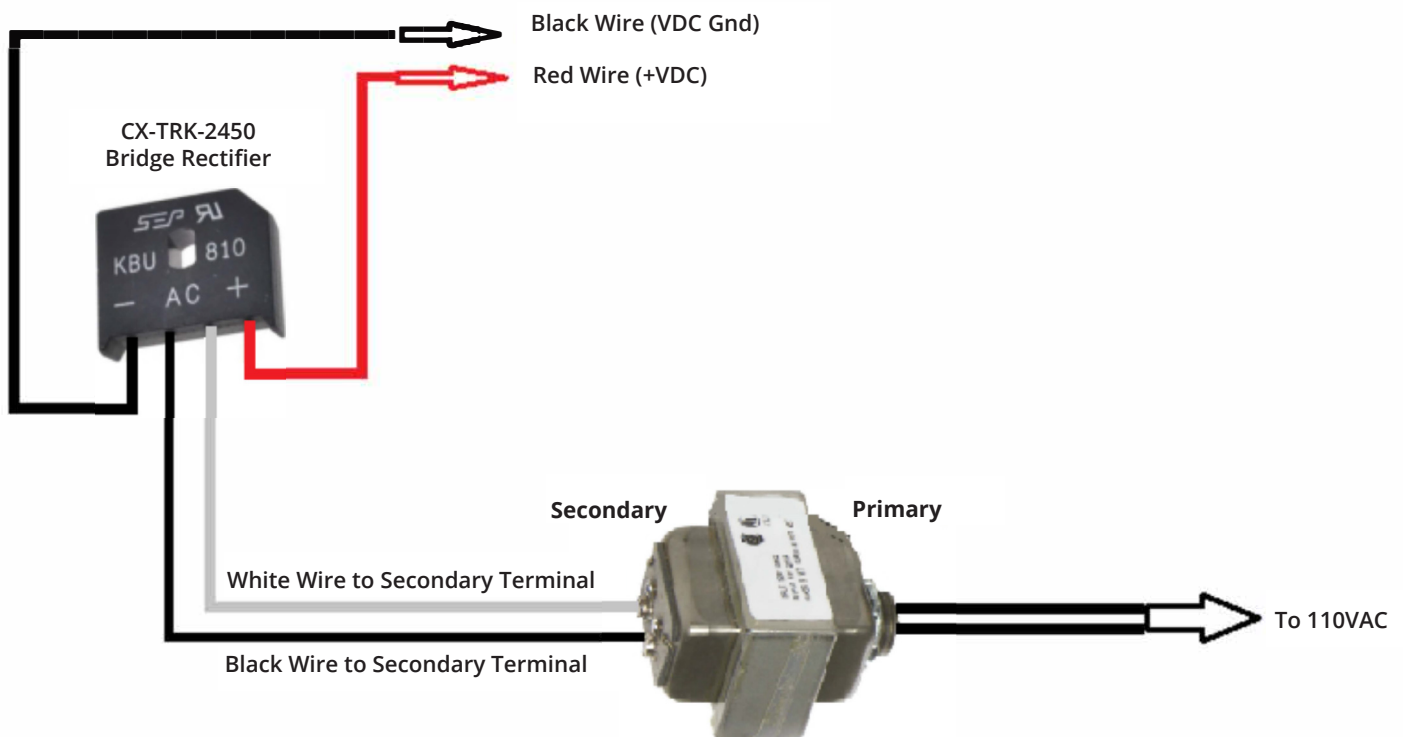 Black Wire (VDC Gnd)
Red Wire (+VDC)
CX-TRK-2450
Bridge Rectifier
SEP
KBU 810
− AC +
Secondary
Primary
White Wire to Secondary Terminal
Black Wire to Secondary Terminal
To 110VAC